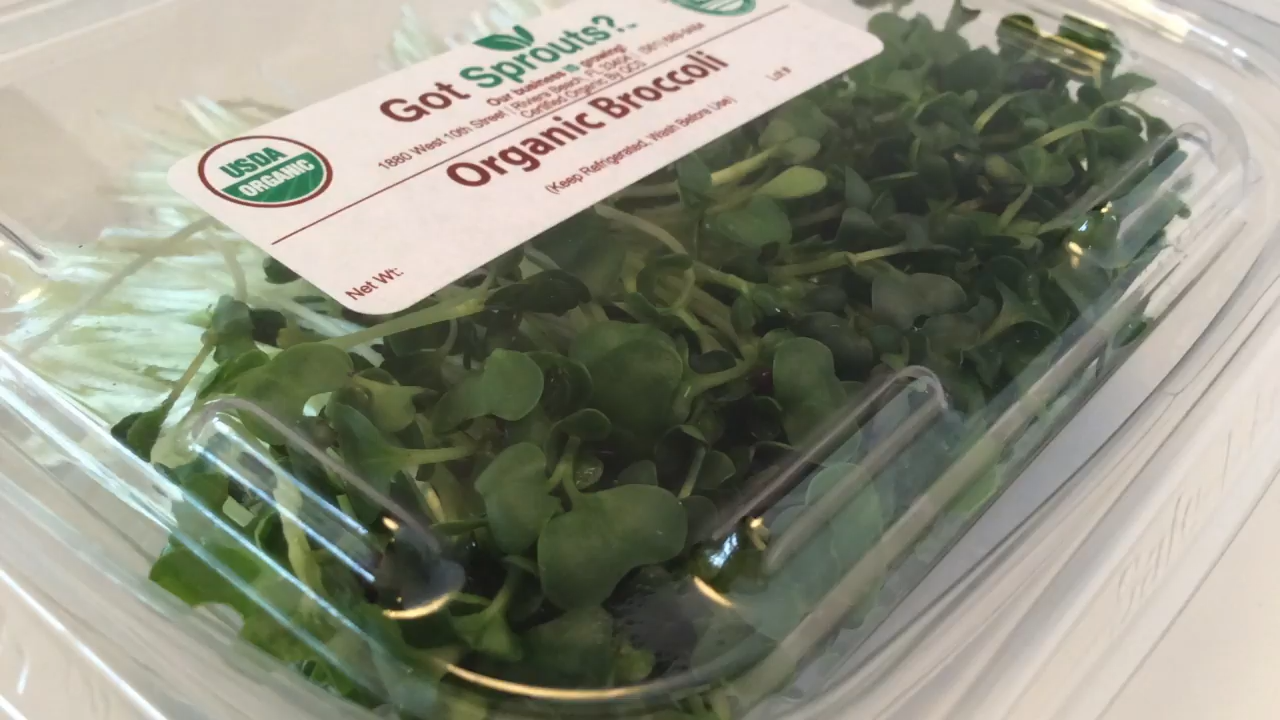 Got Sprouts?
Our business is growing!
1880 West 10th Street | Riviera Beach, FL 33404 |
Certified Organic By QCS
Organic Broccoli
(Keep Refrigerated, Wash Before Use)
Lot #
USDA
ORGANIC
Net Wt: